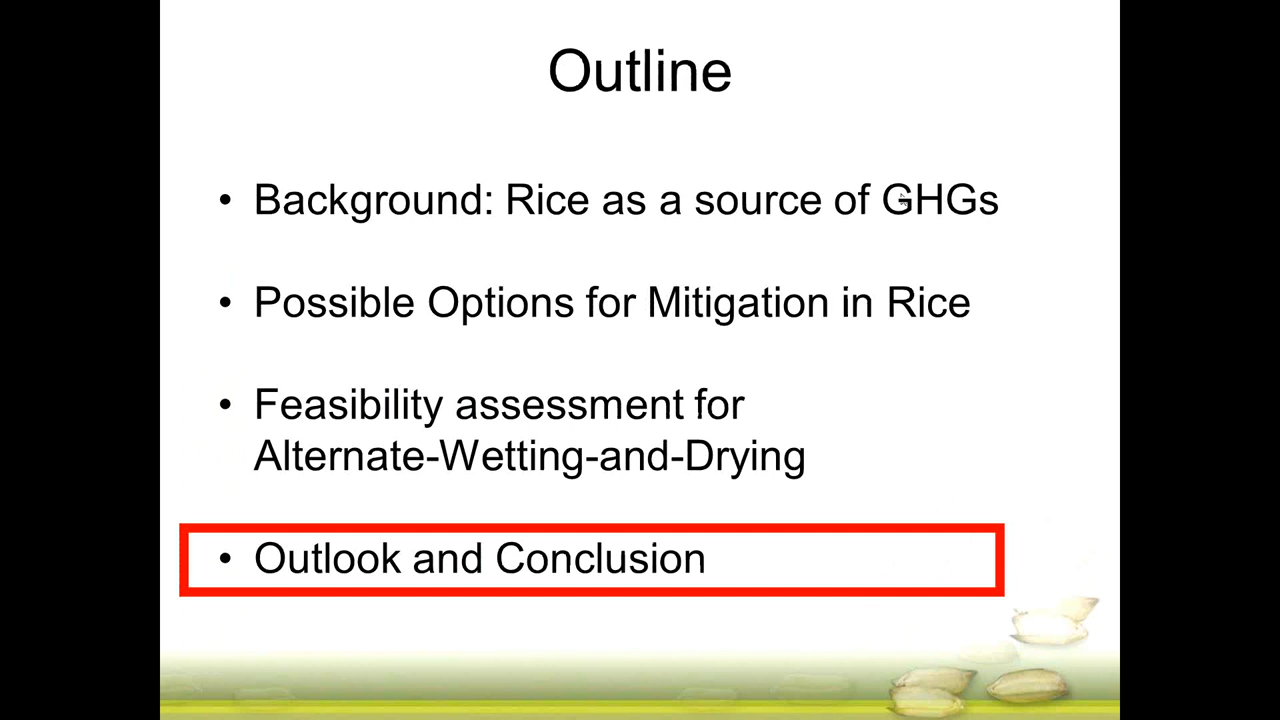 Outline
• Background: Rice as a source of GHGs
• Possible Options for Mitigation in Rice
• Feasibility assessment for
Alternate-Wetting-and-Drying
• Outlook and Conclusion